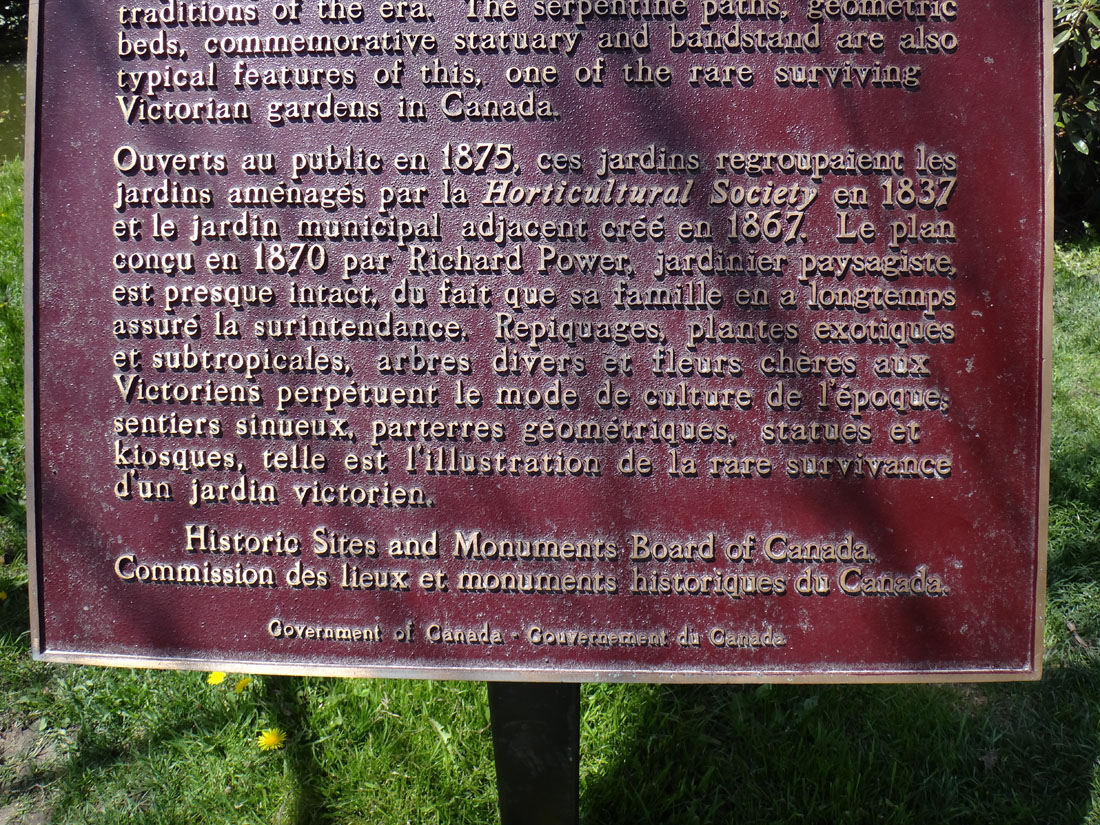 traditions of the era. The serpentine paths, geometric
beds, commemorative statuary and bandstand are also
typical features of this, one of the rare surviving
Victorian gardens in Canada.
Ouverts au public en 1875, ces jardins regroupaient les
jardins aménagés par la Horticultural Society en 1837
et le jardin municipal adjacent créé en 1867. Le plan
conçu en 1870 par Richard Power, jardinier paysagiste,
est presque intact, du fait que sa famille en a longtemps
assuré la surintendance. Repiquages, plantes exotiques
et subtropicales, arbres divers et fleurs chères aux
Victoriens perpétuent le mode de culture de l'époque;
sentiers sinueux, parterres géométriques, statues et
kiosques, telle est l'illustration de la rare survivance
d'un jardin victorien.
Historic Sites and Monuments Board of Canada.
Commission des lieux et monuments historiques du Canada.
Government of Canada · Gouvernement du Canada